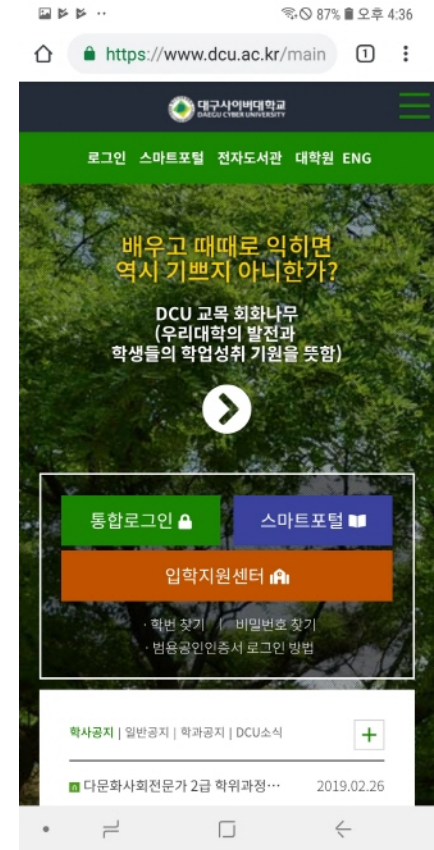 87% 오후 4:36
https://www.dcu.ac.kr/main 1
대구사이버대학교
DAEGU CYBER UNIVERSITY
로그인 스마트포털 전자도서관 대학원 ENG
배우고 때때로 익히면
역시 기쁘지 아니한가?
DCU 교목 회화나무
(우리대학의 발전과
학생들의 학업성취 기원을 뜻함)
통합로그인 스마트포털
입학지원센터
· 학번 찾기 | 비밀번호 찾기
· 범용공인인증서 로그인 방법
학사공지 | 일반공지 | 학과공지 | DCU소식
다문화사회전문가 2급 학위과정··· 2019.02.26